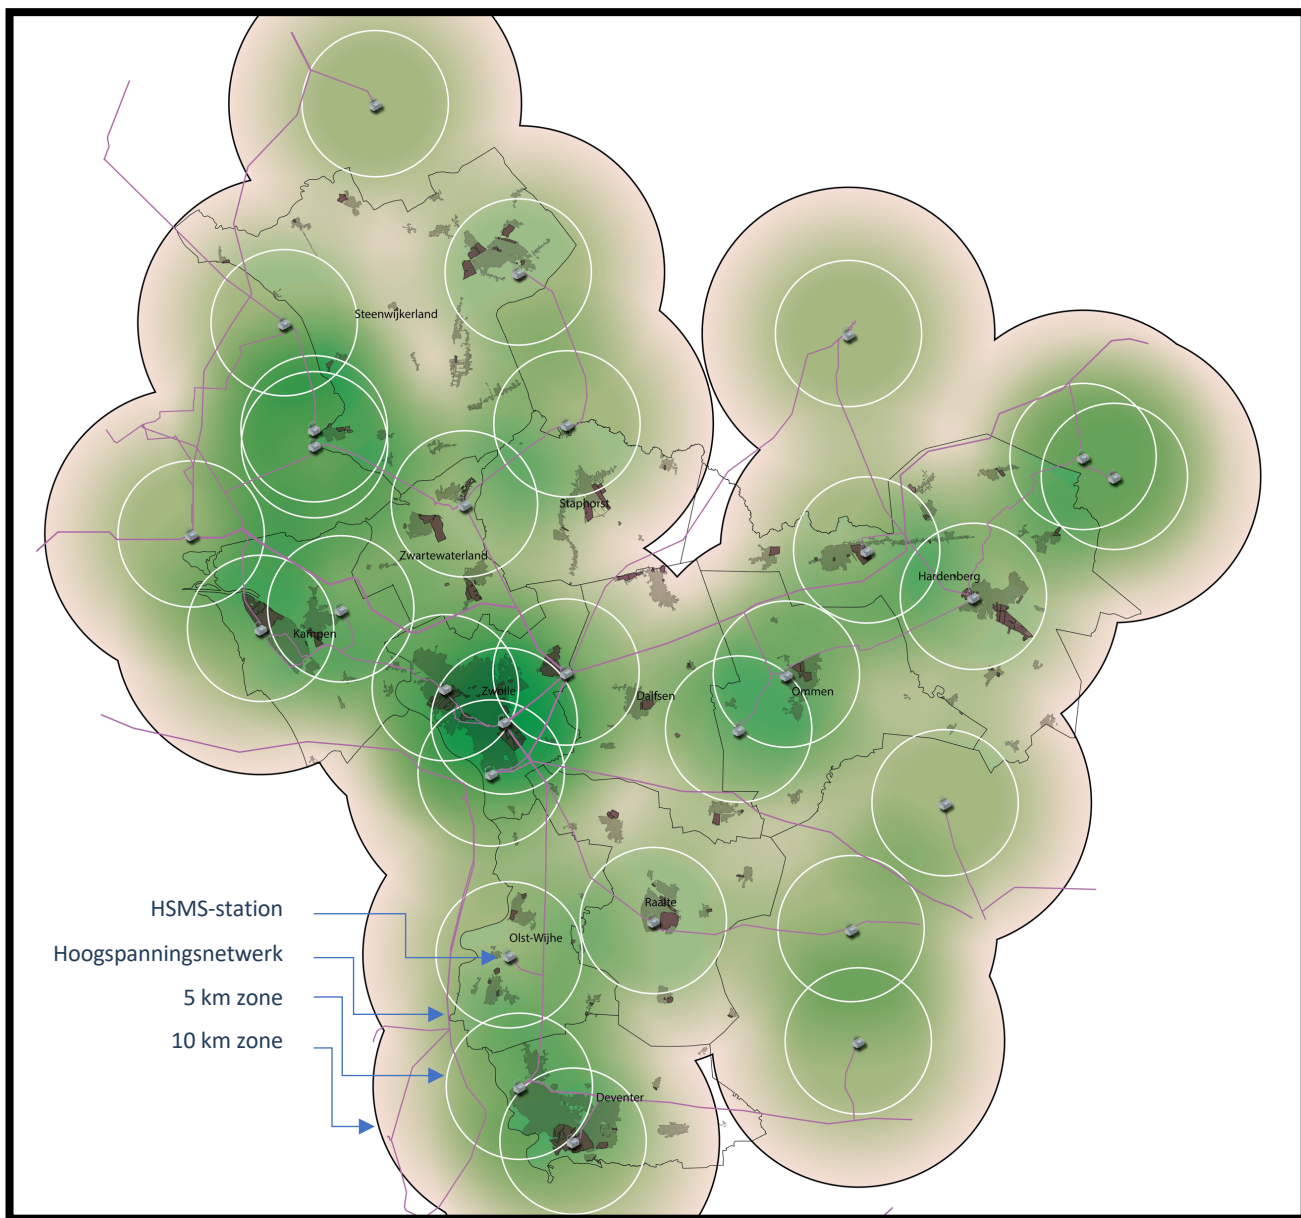 Steenwijkerland
Staphorst
Zwartewaterland
Hardenberg
Kampen
Zwolle
Dalfsen
Ommen
Raalte
HSMS-station
Olst-Wijhe
Hoogspanningsnetwerk
5 km zone
10 km zone
Deventer